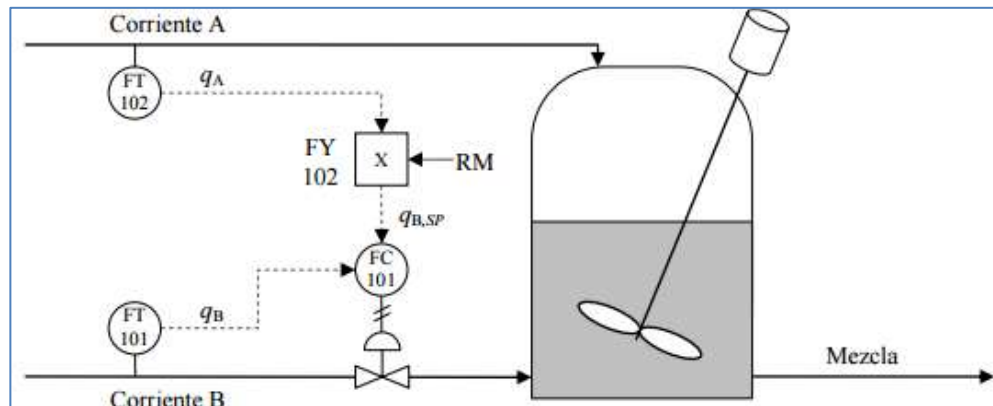 Corriente A
FT
102
qA
FY
102
X
RM
qB,SP
FC
101
FT
101
qB
Mezcla
Corriente B